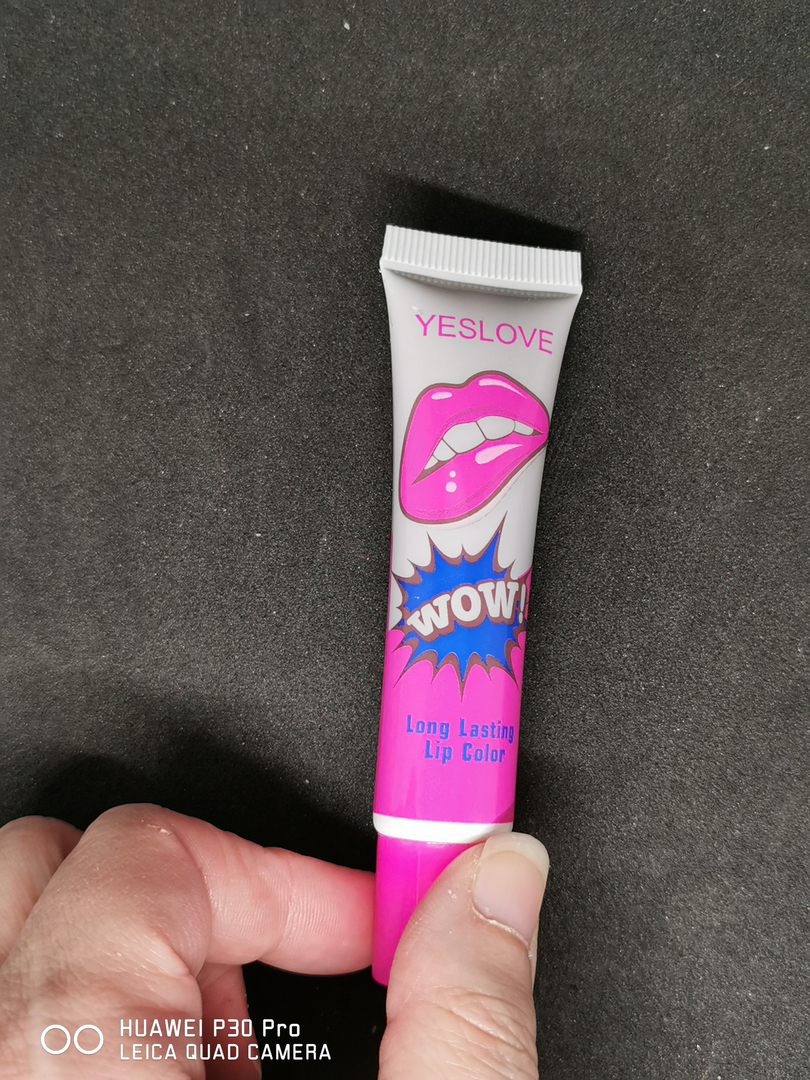 YESLOVE
WOW!
Long Lasting
Lip Color
HUAWEI P30 Pro
LEICA QUAD CAMERA